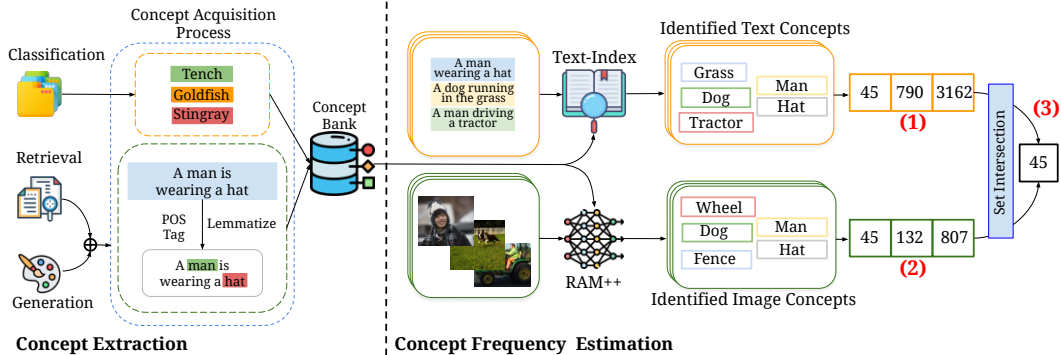 Concept Acquisition
Process
Classification
Tench
Goldfish
Stingray
Concept
Bank
Retrieval
A man is
wearing a hat
POS
Tag
Lemmatize
A man is
wearing a hat
Generation
Concept Extraction
A man
wearing a hat
A dog running
in the grass
A man driving
a tractor
Text-Index
Identified Text Concepts
Grass
Dog
Tractor
Man
Hat
45 790 3162
(1)
(3)
45
Set Intersection
RAM++
Wheel
Dog
Fence
Man
Hat
Identified Image Concepts
45 132 807
(2)
Concept Frequency Estimation